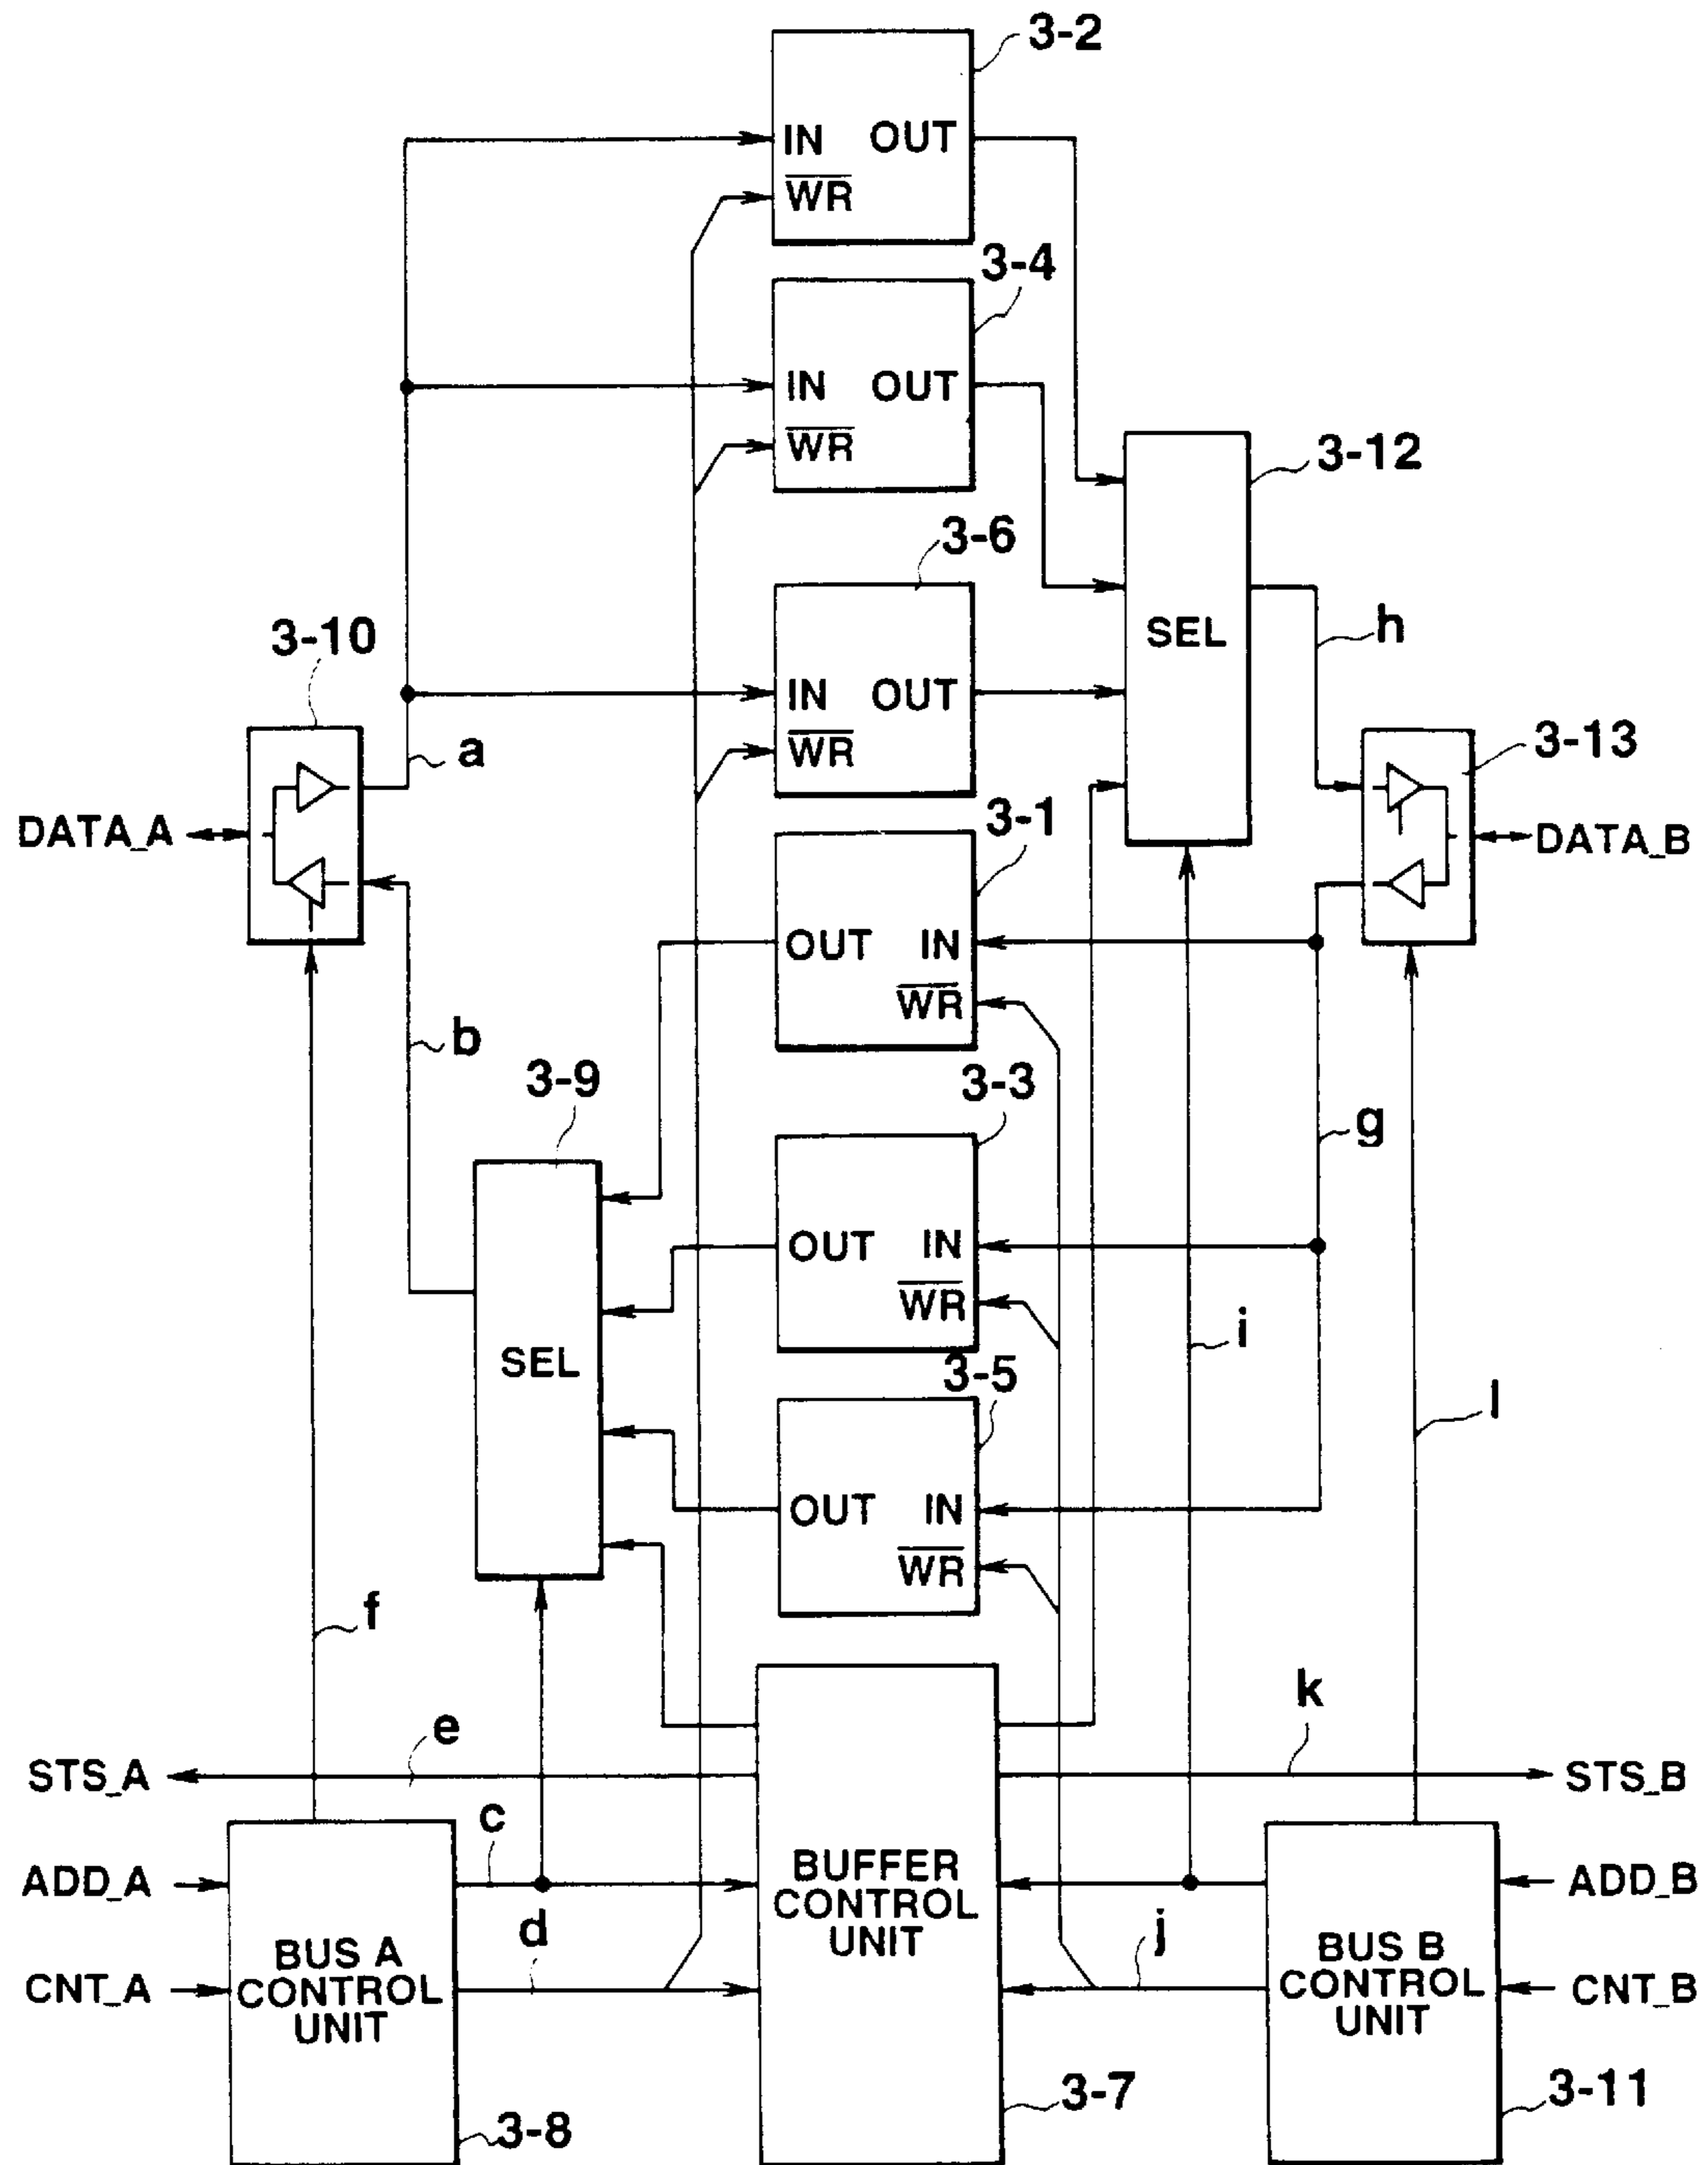 3-2
IN OUT
WR
3-4
IN OUT
WR
3-12
3-6
SEL
h
3-10
IN OUT
WR
a
3-13
DATA_A
3-1
DATA_B
OUT IN
WR
b
3-9
3-3
g
OUT IN
WR
i
SEL
3-5
l
OUT IN
WR
f
e
k
STS_A
STS_B
c
ADD_A
BUFFER
CONTROL
UNIT
ADD_B
d
j
CNT_A
BUS A
CONTROL
UNIT
BUS B
CONTROL
UNIT
CNT_B
3-8
3-7
3-11